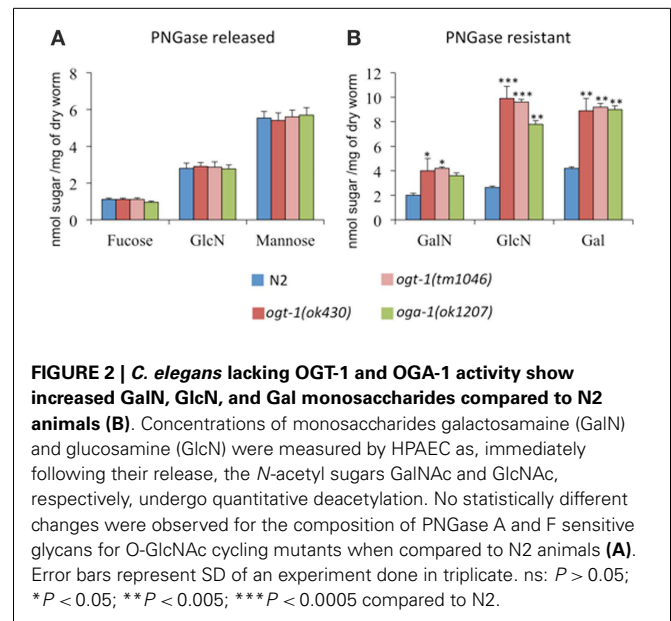 A PNGase released
B PNGase resistant
nmol sugar /mg of dry worm
8
6
4
2
0
Fucose GlcN Mannose
nmol sugar /mg of dry worm
12
10
8
6
4
2
0
* *
*** *** **
** ** **
GalN GlcN Gal
N2 ogt-1(tm1046)
ogt-1(ok430) oga-1(ok1207)
FIGURE 2 | C. elegans lacking OGT-1 and OGA-1 activity show
increased GalN, GlcN, and Gal monosaccharides compared to N2
animals (B). Concentrations of monosaccharides galactosamaine (GalN)
and glucosamine (GlcN) were measured by HPAEC as, immediately
following their release, the N-acetyl sugars GalNAc and GlcNAc,
respectively, undergo quantitative deacetylation. No statistically different
changes were observed for the composition of PNGase A and F sensitive
glycans for O-GlcNAc cycling mutants when compared to N2 animals (A).
Error bars represent SD of an experiment done in triplicate. ns: P > 0.05;
*P < 0.05; **P < 0.005; ***P < 0.0005 compared to N2.